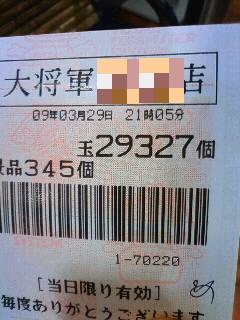 大将軍 店
09年03月29日 21時05分
玉29327個
景品345個
1-70220
[当日限り有効]
毎度ありがとうございます